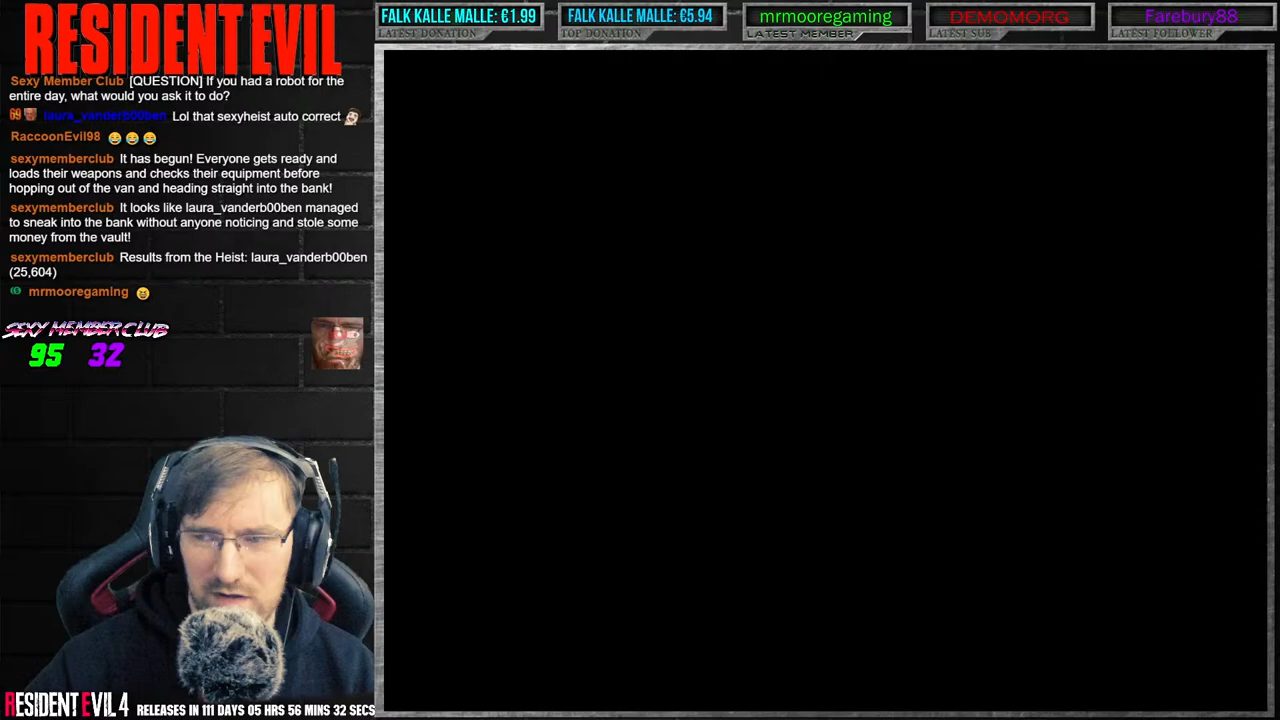 RESIDENT EVIL
FALK KALLE MALLE: €1.99
LATEST DONATION
FALK KALLE MALLE: €5.94
TOP DONATION
mrmooregaming
LATEST MEMBER
DEMOMORG
LATEST SUB
Farebury88
LATEST FOLLOWER
Sexy Member Club [QUESTION] If you had a robot for the
entire day, what would you ask it to do?
69 laura_vanderb00ben Lol that sexyheist auto correct
RaccoonEvil98
sexymemberclub It has begun! Everyone gets ready and
loads their weapons and checks their equipment before
hopping out of the van and heading straight into the bank!
sexymemberclub It looks like laura_vanderb00ben managed
to sneak into the bank without anyone noticing and stole some
money from the vault!
sexymemberclub Results from the Heist: laura_vanderb00ben
(25,604)
mrmooregaming
SEXY MEMBER CLUB
95 32
RESIDENT EVIL 4 RELEASES IN 111 DAYS 05 HRS 56 MINS 32 SECS